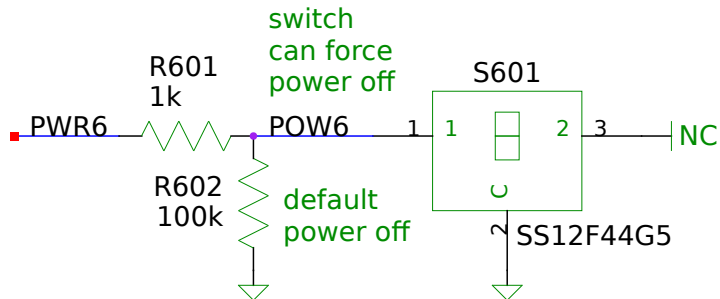 switch
can force
power off
R601
1k
S601
PWR6
POW6
1
1
2
3
NC
R602
100k
default
power off
C
2
SS12F44G5